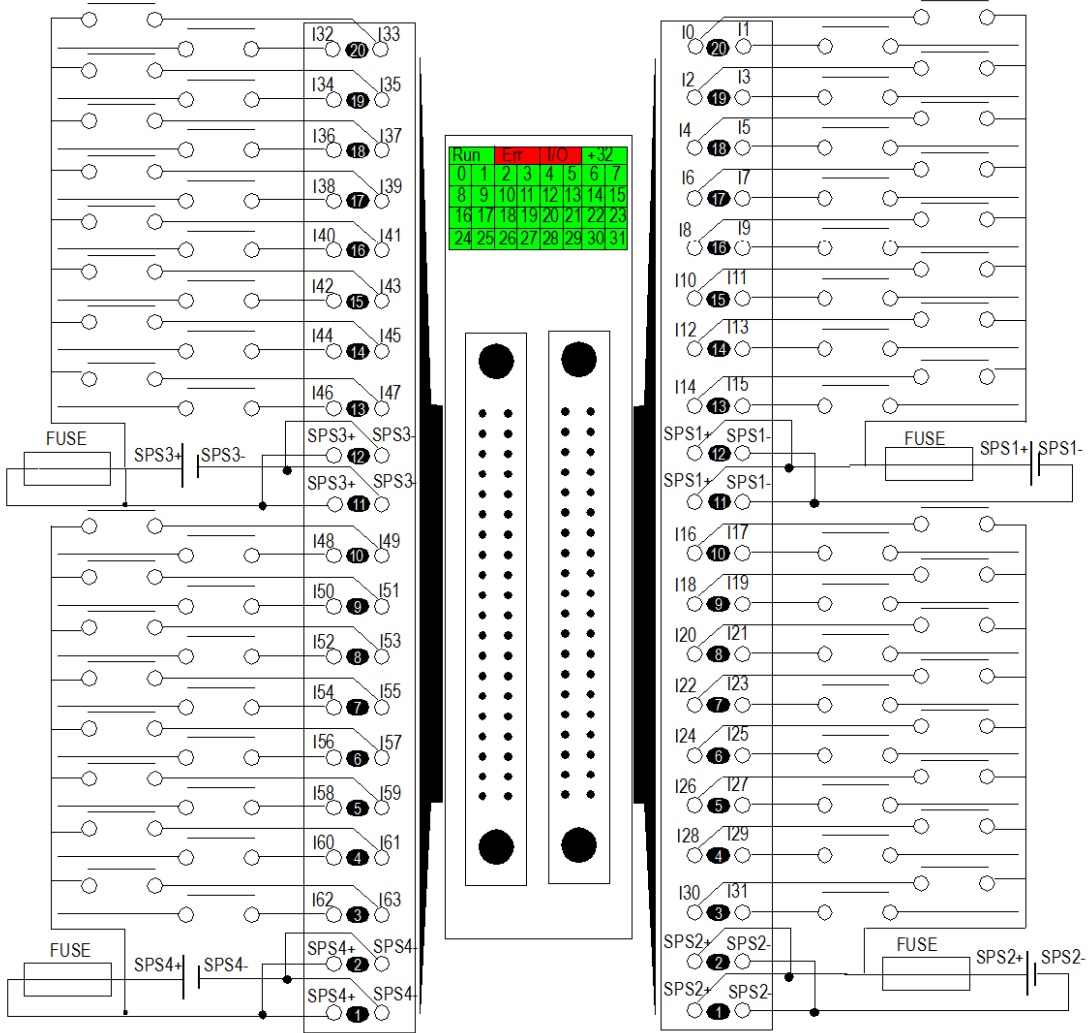 I32 20 I33
I34 19 I35
I36 18 I37
I38 17 I39
I40 16 I41
I42 15 I43
I44 14 I45
I46 13 I47
FUSE SPS3+ SPS3- SPS3+ 12 SPS3-
SPS3+ 11 SPS3-
I48 10 I49
I50 9 I51
I52 8 I53
I54 7 I55
I56 6 I57
I58 5 I59
I60 4 I61
I62 3 I63
FUSE SPS4+ SPS4- SPS4+ 2 SPS4-
SPS4+ 1 SPS4-
Run Err I/O +32
0 1 2 3 4 5 6 7
8 9 10 11 12 13 14 15
16 17 18 19 20 21 22 23
24 25 26 27 28 29 30 31
I0 20 I1
I2 19 I3
I4 18 I5
I6 17 I7
I8 16 I9
I10 15 I11
I12 14 I13
I14 13 I15
SPS1+ 12 SPS1- FUSE SPS1+ SPS1-
SPS1+ 11 SPS1-
I16 10 I17
I18 9 I19
I20 8 I21
I22 7 I23
I24 6 I25
I26 5 I27
I28 4 I29
I30 3 I31
SPS2+ 2 SPS2- FUSE SPS2+ SPS2-
SPS2+ 1 SPS2-